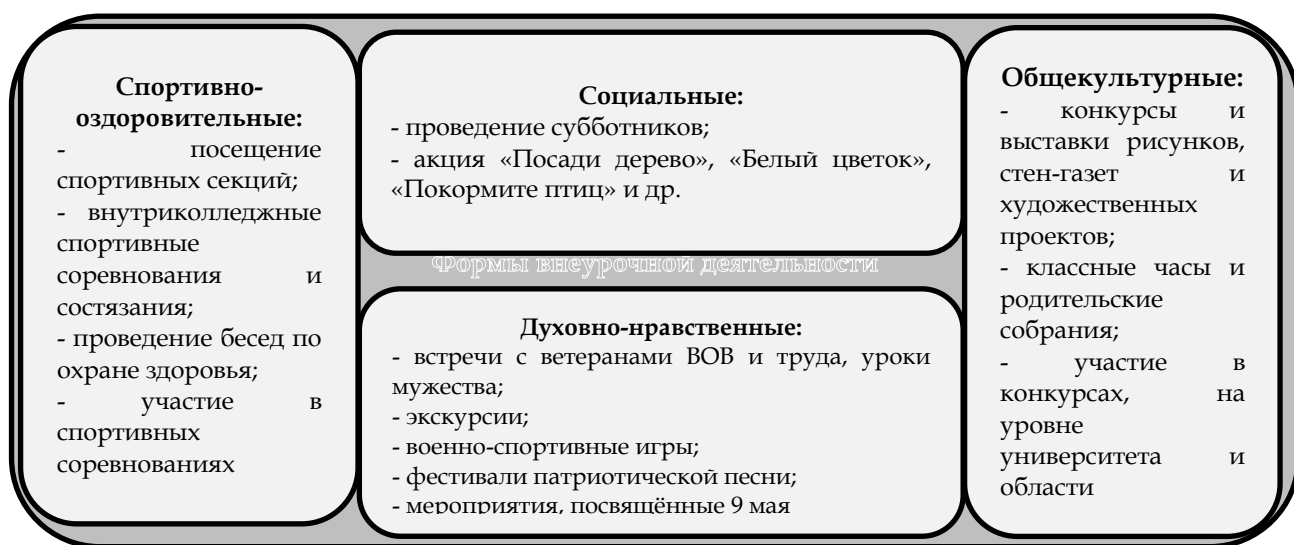 Спортивно-
оздоровительные:
- посещение
спортивных секций;
- внутриколледжные
спортивные
соревнования и
состязания;
- проведение бесед по
охране здоровья;
- участие в
спортивных
соревнованиях
Социальные:
- проведение субботников;
- акция «Посади дерево», «Белый цветок»,
«Покормите птиц» и др.
Формы внеурочной деятельности
Духовно-нравственные:
- встречи с ветеранами ВОВ и труда, уроки
мужества;
- экскурсии;
- военно-спортивные игры;
- фестивали патриотической песни;
- мероприятия, посвящённые 9 мая
Общекультурные:
- конкурсы и
выставки рисунков,
стен-газет и
художественных
проектов;
- классные часы и
родительские
собрания;
- участие в
конкурсах, на
уровне
университета и
области